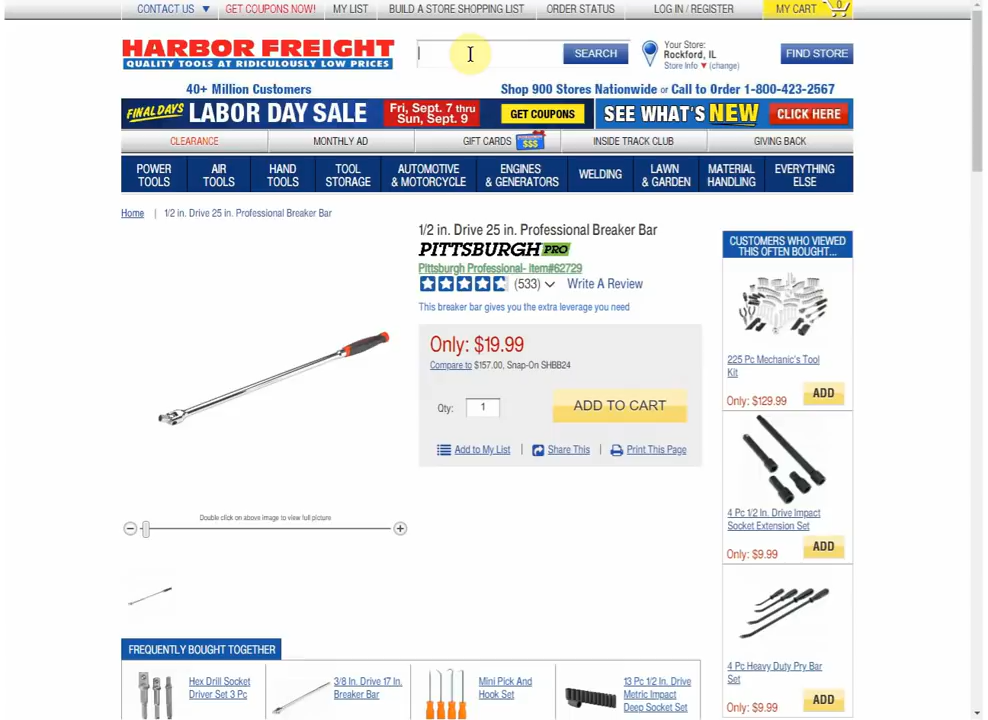 CONTACT US ▼ GET COUPONS NOW! MY LIST BUILD A STORE SHOPPING LIST ORDER STATUS LOG IN / REGISTER MY CART 0
HARBOR FREIGHT
QUALITY TOOLS AT RIDICULOUSLY LOW PRICES
SEARCH
Your Store:
Rockford, IL
Store Info ▼ (change)
FIND STORE
40+ Million Customers
Shop 900 Stores Nationwide or Call to Order 1-800-423-2567
FINAL DAYS LABOR DAY SALE
Fri, Sept. 7 thru
Sun, Sept. 9
GET COUPONS
SEE WHAT'S NEW CLICK HERE
CLEARANCE MONTHLY AD GIFT CARDS $$$ INSIDE TRACK CLUB GIVING BACK
POWER
TOOLS
AIR
TOOLS
HAND
TOOLS
TOOL
STORAGE
AUTOMOTIVE
& MOTORCYCLE
ENGINES
& GENERATORS
WELDING
LAWN
& GARDEN
MATERIAL
HANDLING
EVERYTHING
ELSE
Home | 1/2 in. Drive 25 in. Professional Breaker Bar
1/2 in. Drive 25 in. Professional Breaker Bar
PITTSBURGH PRO
Pittsburgh Professional- Item#62729
(533) Write A Review
This breaker bar gives you the extra leverage you need
Only: $19.99
Compare to $157.00, Snap-On SHBB24
Qty: 1 ADD TO CART
Add to My List | Share This | Print This Page
Double click on above image to view full picture
CUSTOMERS WHO VIEWED
THIS OFTEN BOUGHT...
225 Pc Mechanic's Tool
Kit
Only: $129.99 ADD
4 Pc 1/2 In. Drive Impact
Socket Extension Set
Only: $9.99 ADD
4 Pc Heavy Duty Pry Bar
Set
Only: $9.99 ADD
FREQUENTLY BOUGHT TOGETHER
Hex Drill Socket
Driver Set 3 Pc
3/8 In. Drive 17 In.
Breaker Bar
Mini Pick And
Hook Set
13 Pc 1/2 In. Drive
Metric Impact
Deep Socket Set